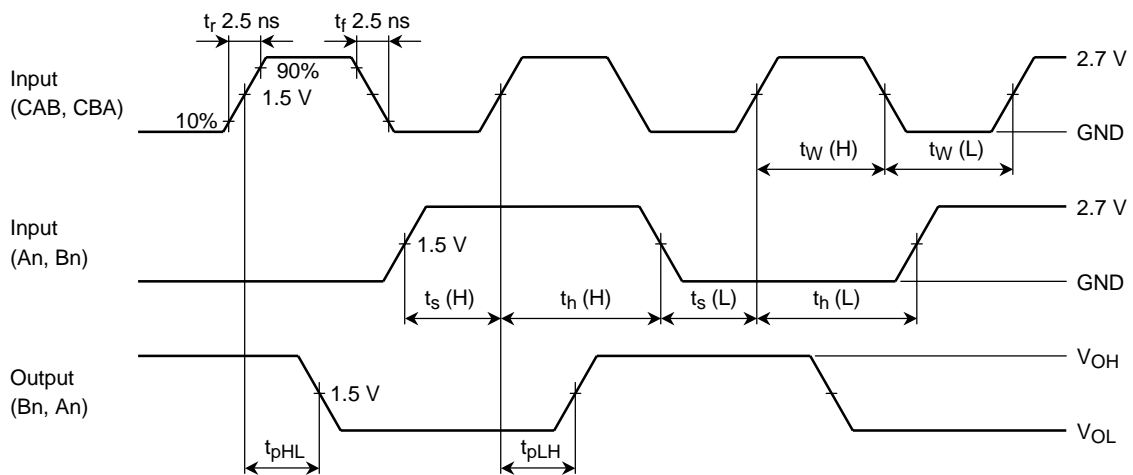 tr 2.5 ns
tf 2.5 ns
Input
(CAB, CBA)
90%
1.5 V
10%
2.7 V
GND
tW (H)
tW (L)
Input
(An, Bn)
1.5 V
2.7 V
GND
ts (H)
th (H)
ts (L)
th (L)
Output
(Bn, An)
1.5 V
VOH
VOL
tpHL
tpLH